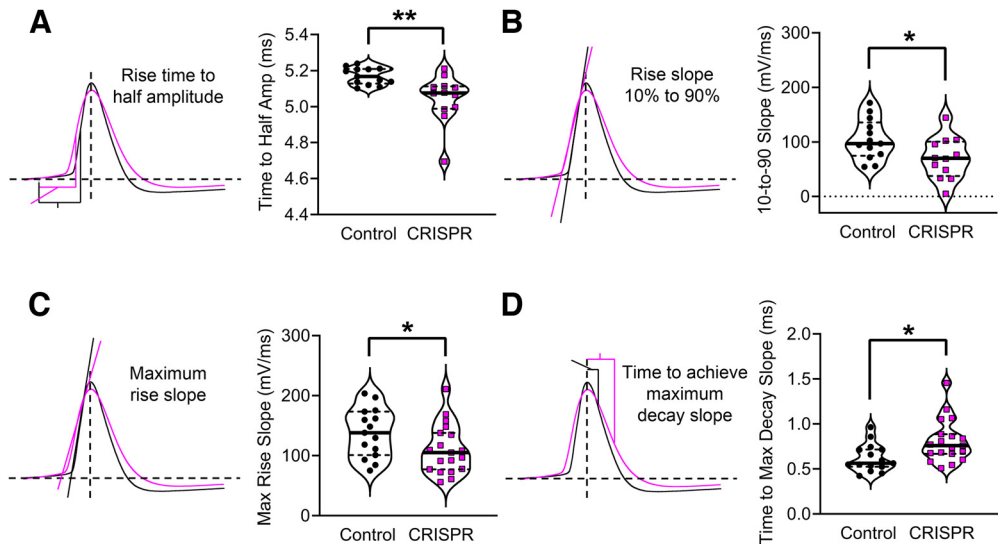 A
Rise time to
half amplitude
Time to Half Amp (ms)
5.4
5.2
5.0
4.8
4.6
4.4
**
Control CRISPR
B
Rise slope
10% to 90%
10-to-90 Slope (mV/ms)
300
200
100
0
*
Control CRISPR
C
Maximum
rise slope
Max Rise Slope (mV/ms)
300
200
100
0
*
Control CRISPR
D
Time to achieve
maximum
decay slope
Time to Max Decay Slope (ms)
2.0
1.5
1.0
0.5
0.0
*
Control CRISPR